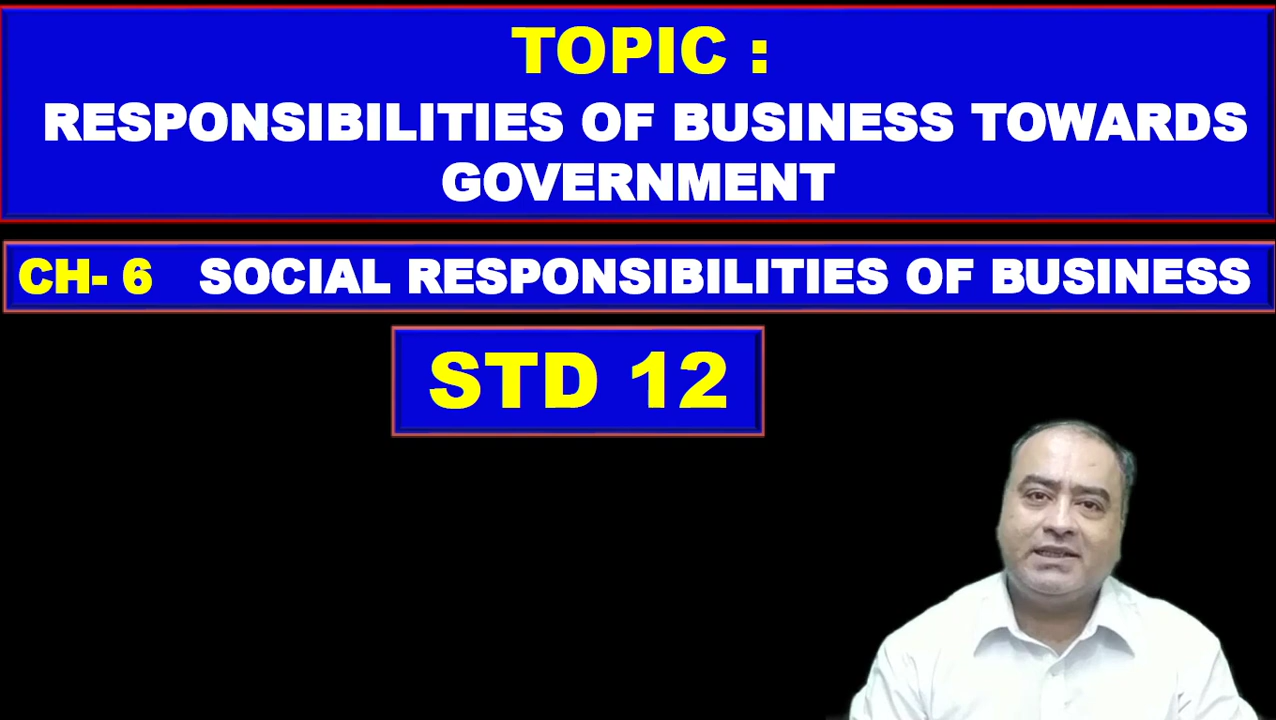 TOPIC :
RESPONSIBILITIES OF BUSINESS TOWARDS
GOVERNMENT
CH- 6 SOCIAL RESPONSIBILITIES OF BUSINESS
STD 12